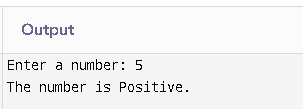 Output
Enter a number: 5
The number is Positive.